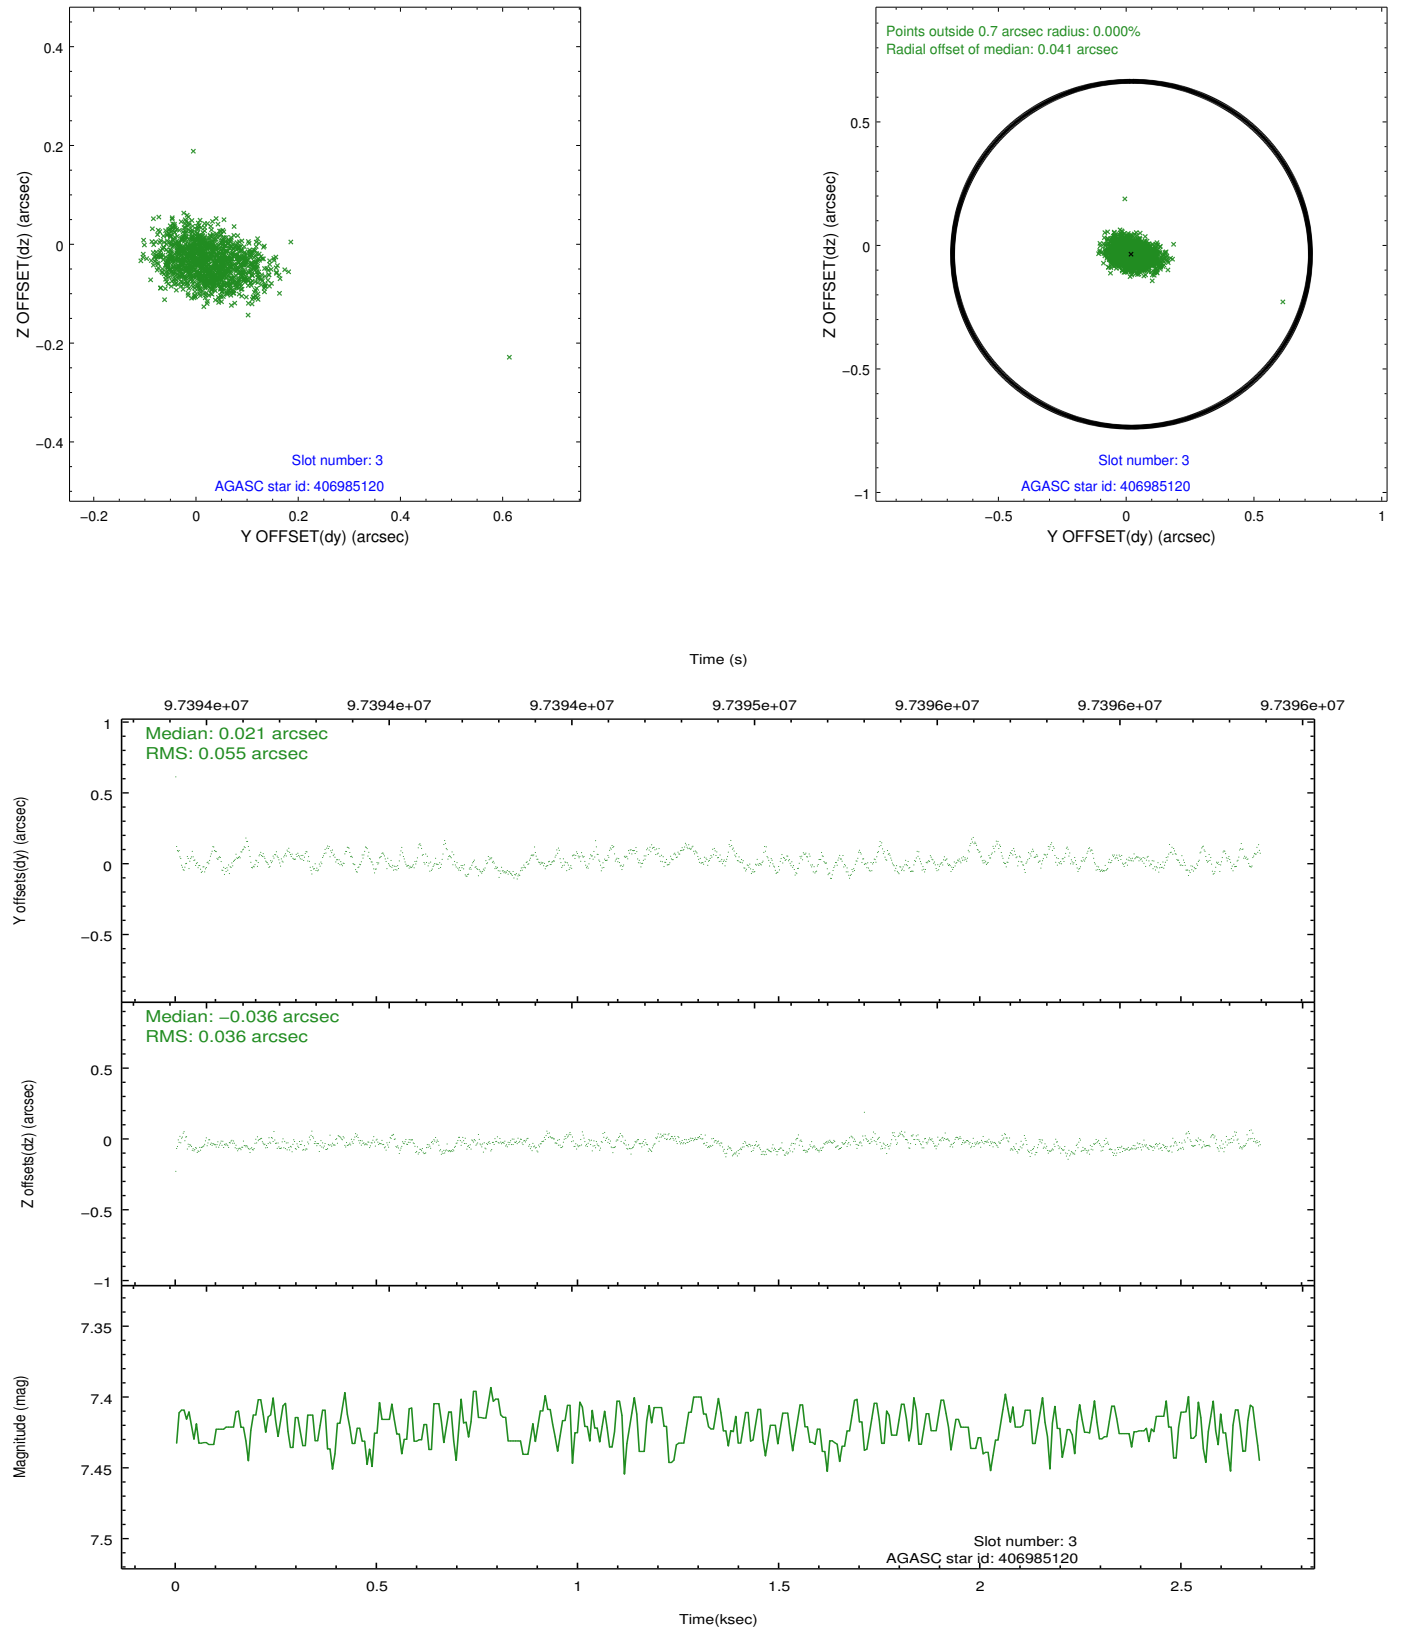 0.4
0.2
0
−0.2
−0.4
Z OFFSET(dz) (arcsec)
Slot number: 3
AGASC star id: 406985120
−0.2 0 0.2 0.4 0.6
Y OFFSET(dy) (arcsec)
Points outside 0.7 arcsec radius: 0.000%
Radial offset of median: 0.041 arcsec
0.5
0
−0.5
−1
Z OFFSET(dz) (arcsec)
Slot number: 3
AGASC star id: 406985120
−0.5 0 0.5 1
Y OFFSET(dy) (arcsec)
Time (s)
9.7394e+07 9.7394e+07 9.7394e+07 9.7395e+07 9.7396e+07 9.7396e+07 9.7396e+07
Median: 0.021 arcsec
RMS: 0.055 arcsec
1
0.5
0
−0.5
Y offsets(dy) (arcsec)
Median: −0.036 arcsec
RMS: 0.036 arcsec
0.5
0
−0.5
−1
Z offsets(dz) (arcsec)
7.35
7.4
7.45
7.5
Magnitude (mag)
Slot number: 3
AGASC star id: 406985120
0 0.5 1 1.5 2 2.5
Time(ksec)